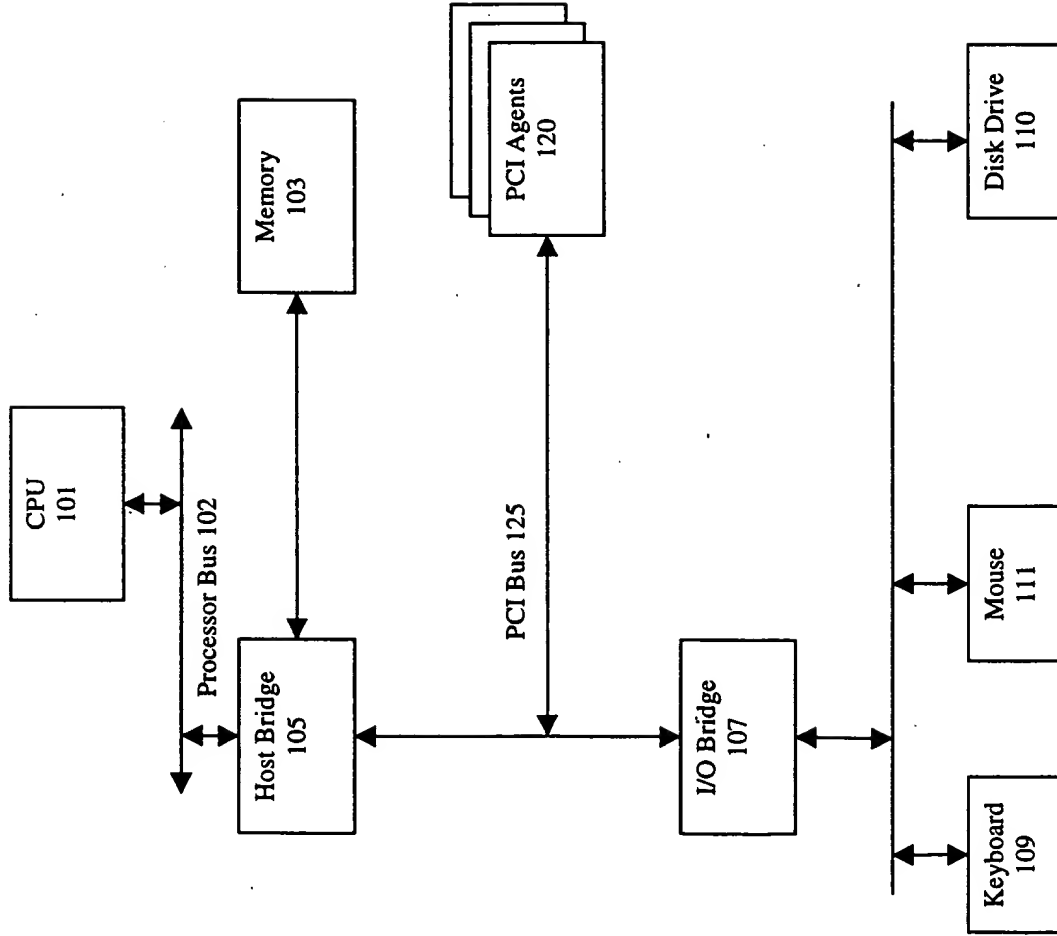 CPU
101
Processor Bus 102
Host Bridge
105
Memory
103
PCI Bus 125
PCI Agents
120
I/O Bridge
107
Keyboard
109
Mouse
111
Disk Drive
110